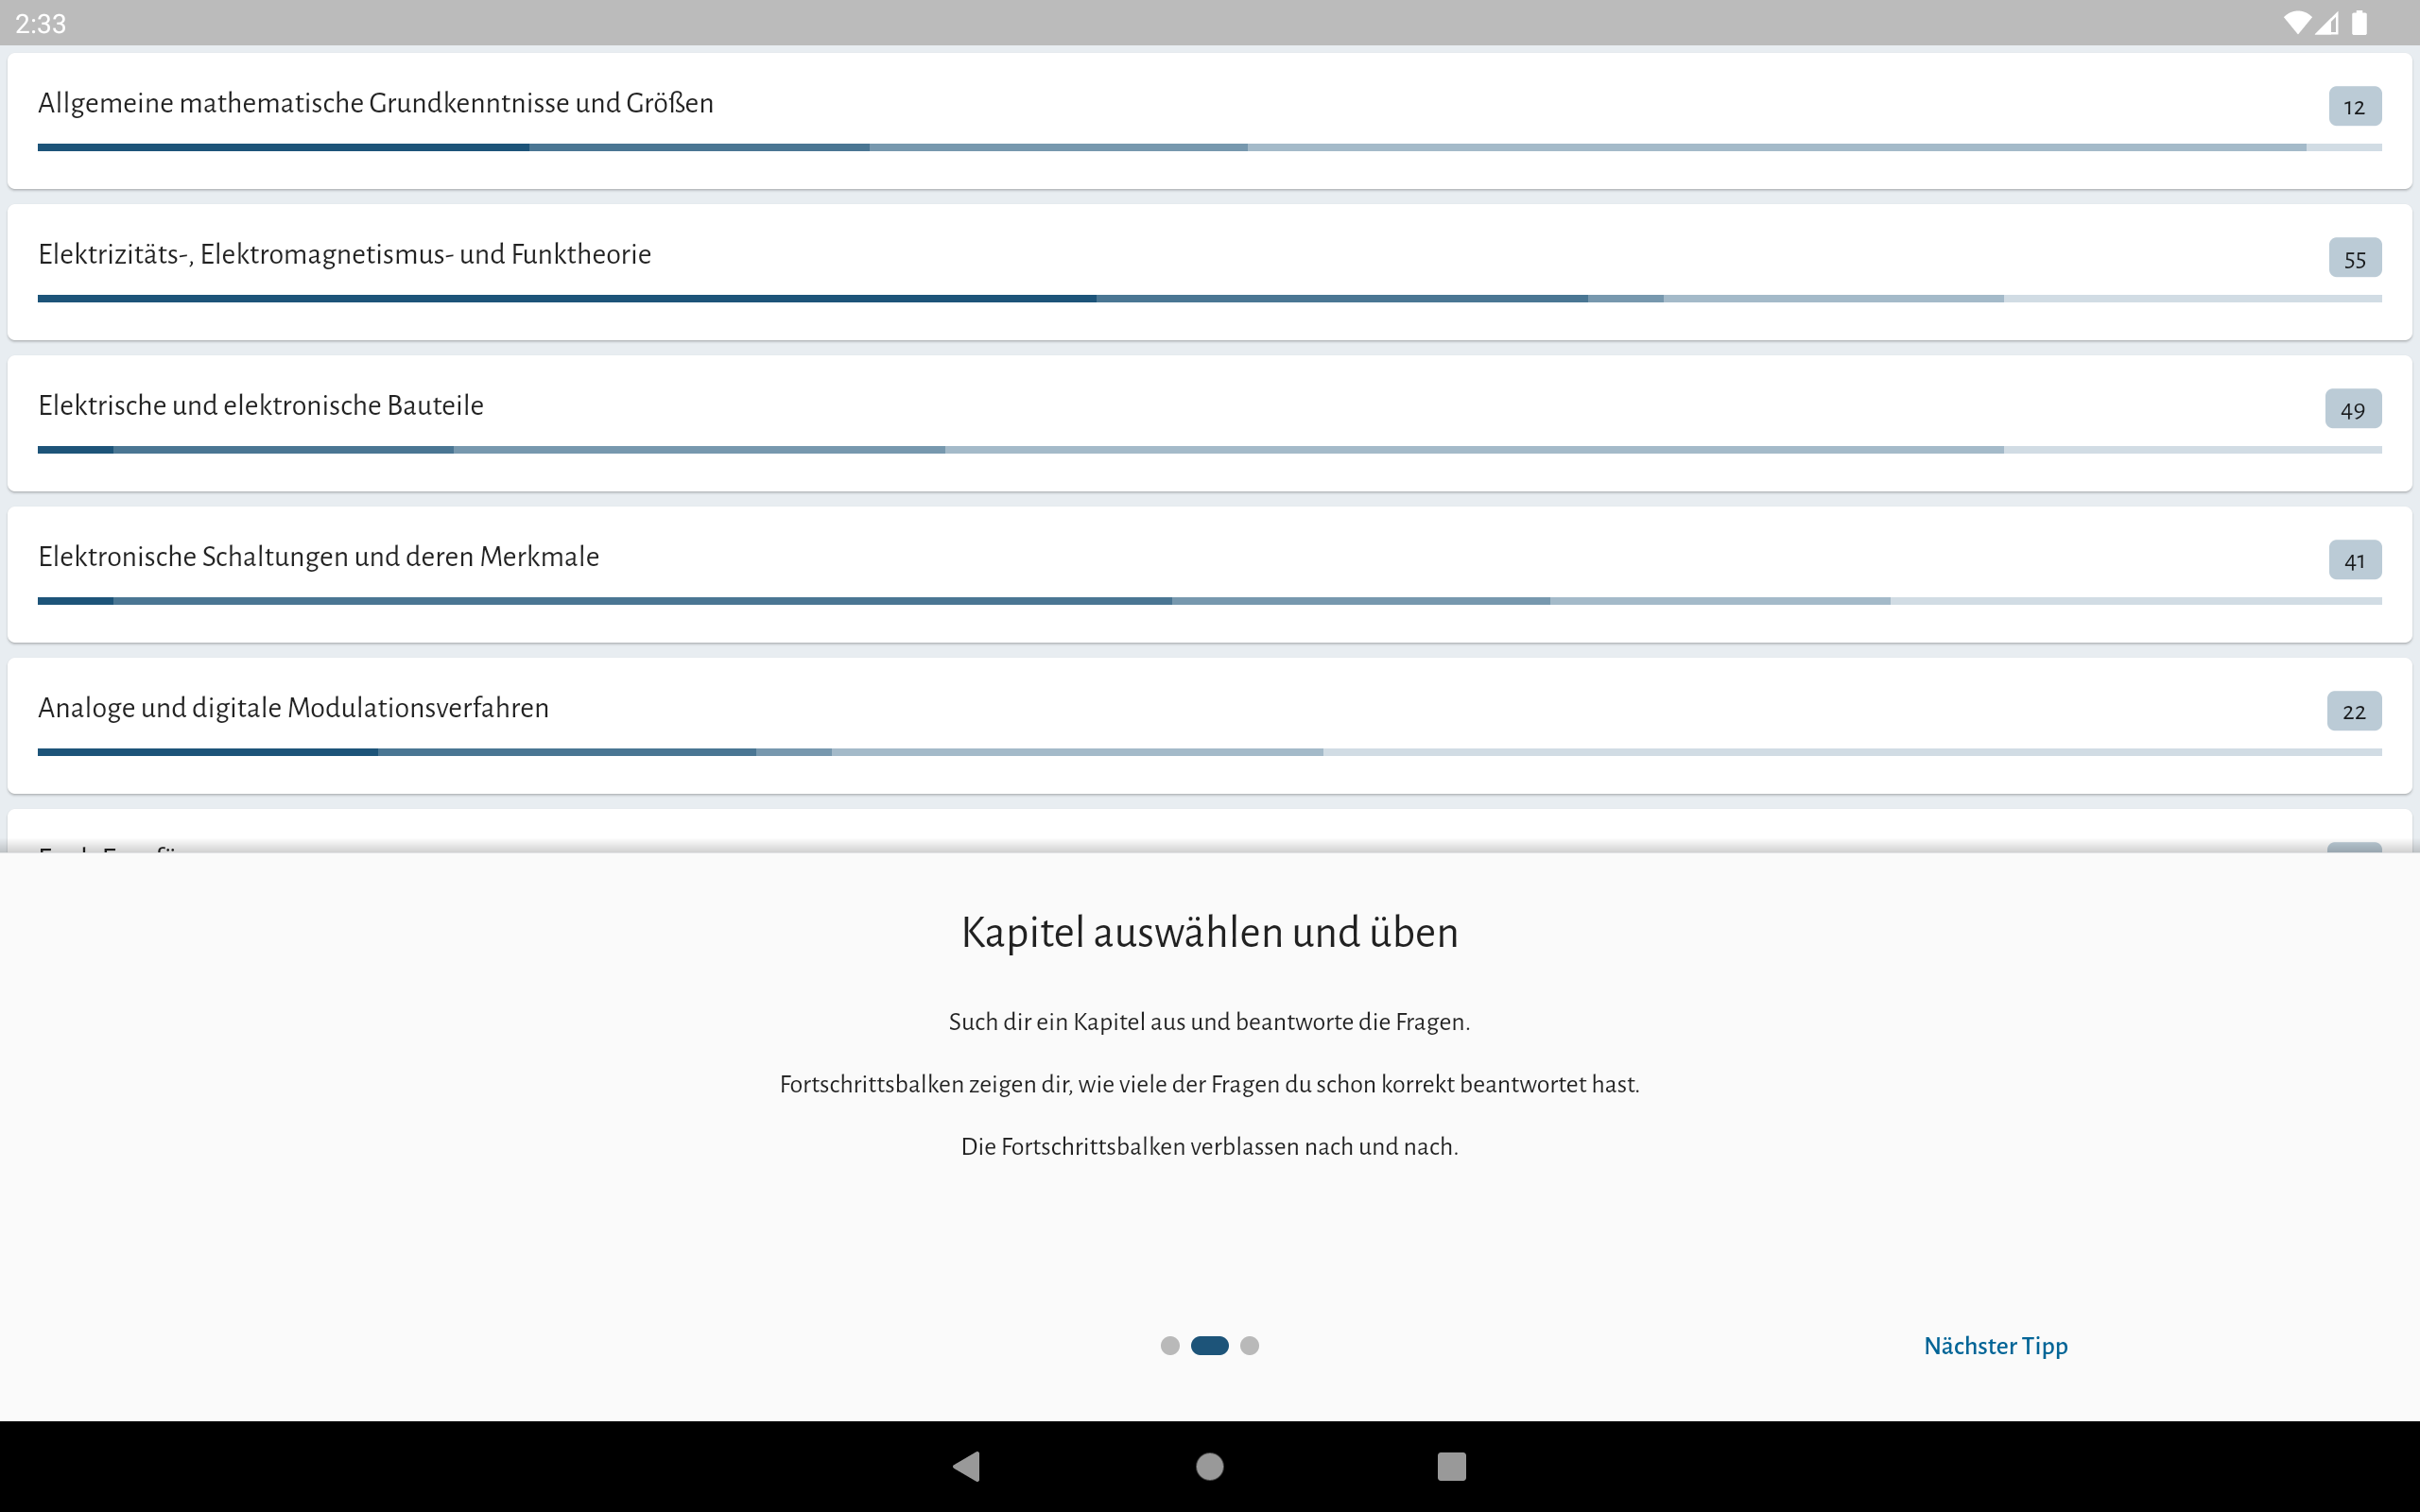 2:33
Allgemeine mathematische Grundkenntnisse und Größen
12
Elektrizitäts-, Elektromagnetismus- und Funktheorie
55
Elektrische und elektronische Bauteile
49
Elektronische Schaltungen und deren Merkmale
41
Analoge und digitale Modulationsverfahren
22
Kapitel auswählen und üben
Such dir ein Kapitel aus und beantworte die Fragen.
Fortschrittsbalken zeigen dir, wie viele der Fragen du schon korrekt beantwortet hast.
Die Fortschrittsbalken verblassen nach und nach.
Nächster Tipp